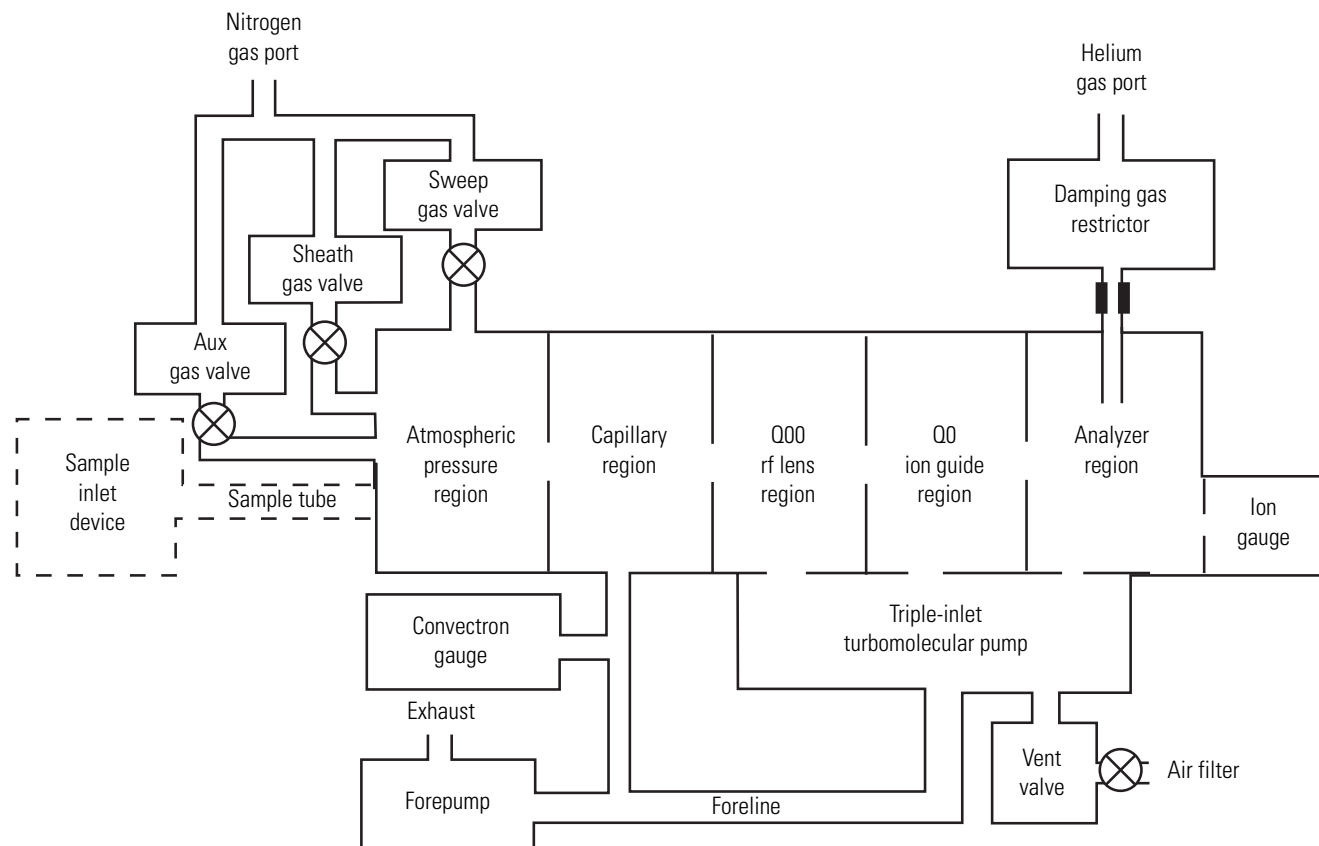 Nitrogen
gas port
Helium
gas port
Sweep
gas valve
Damping gas
restrictor
Sheath
gas valve
Aux
gas valve
Sample
inlet
device
Sample tube
Atmospheric
pressure
region
Capillary
region
Q00
rf lens
region
Q0
ion guide
region
Analyzer
region
Ion
gauge
Convectron
gauge
Triple-inlet
turbomolecular pump
Exhaust
Forepump
Foreline
Vent
valve
Air filter